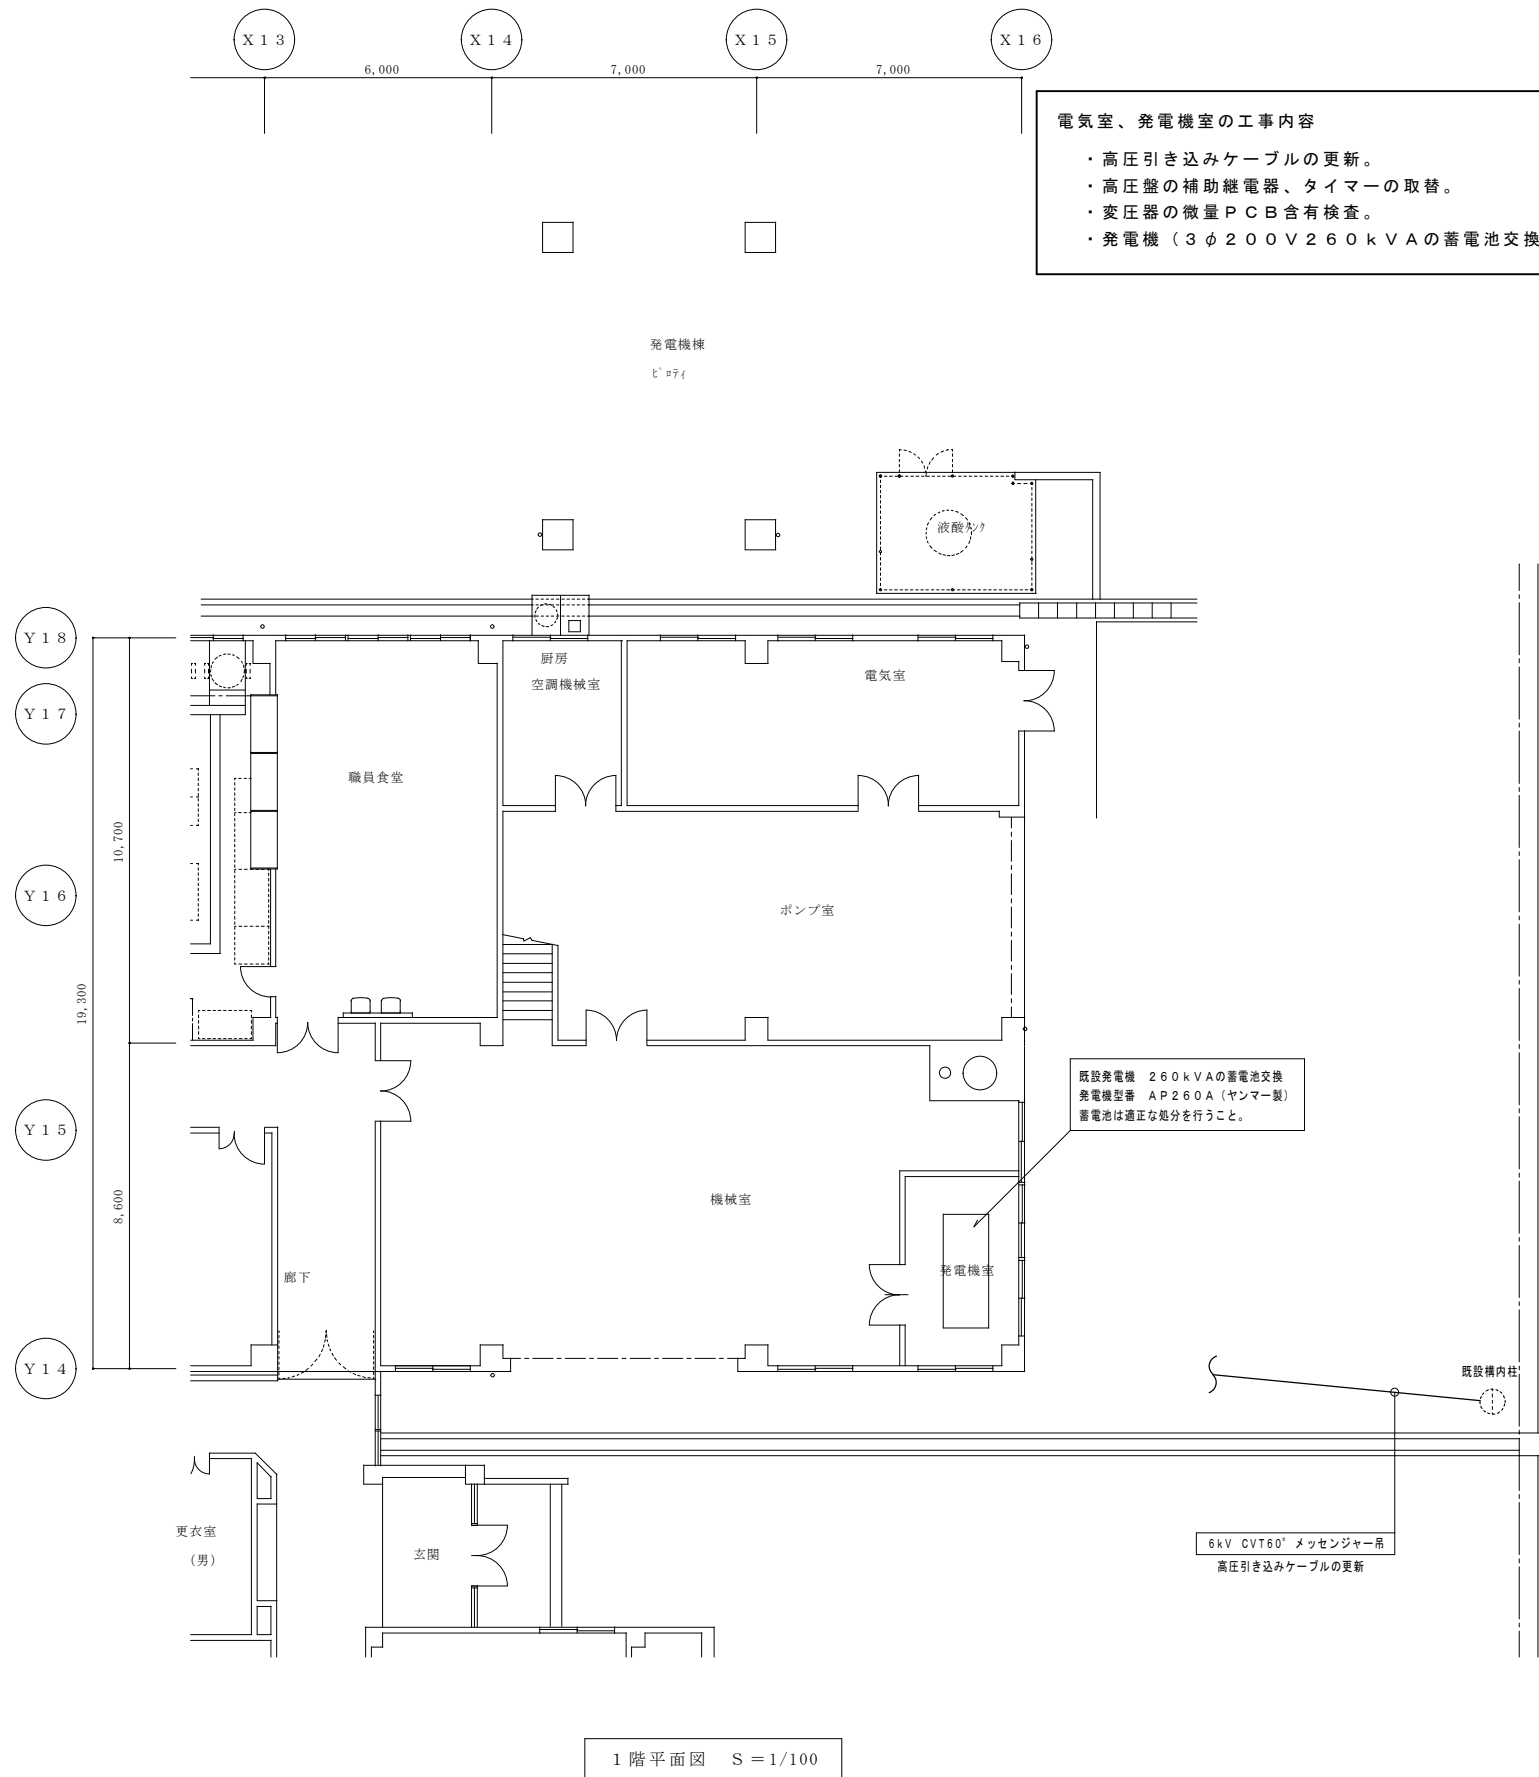 X13
X14
X15
X16
6,000
7,000
7,000
電気室、発電機室の工事内容
・高圧引き込みケーブルの更新。
・高圧盤の補助継電器、タイマーの取替。
・変圧器の微量PCB含有検査。
・発電機（3φ200V260kVAの蓄電池交換
発電機棟
ﾋﾟﾛﾃｨ
液酸ﾀﾝｸ
Y18
厨房
空調機械室
電気室
Y17
職員食堂
10,700
Y16
ポンプ室
19,300
既設発電機　260kVAの蓄電池交換
発電機型番　AP260A（ヤンマー製）
蓄電池は適正な処分を行うこと。
Y15
機械室
8,600
廊下
発電機室
Y14
既設構内柱
更衣室
(男)
玄関
6kV CVT60° メッセンジャー吊
高圧引き込みケーブルの更新
1階平面図　S＝1/100